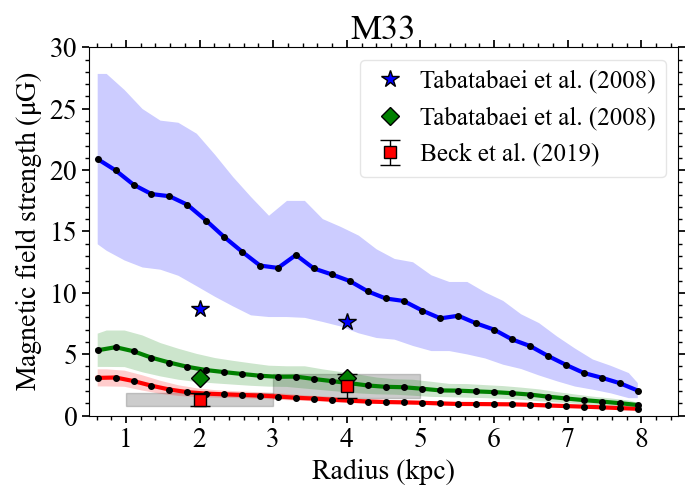 M33
Magnetic field strength (μG)
30
25
20
15
10
5
0
Tabatabaei et al. (2008)
Tabatabaei et al. (2008)
Beck et al. (2019)
1 2 3 4 5 6 7 8
Radius (kpc)